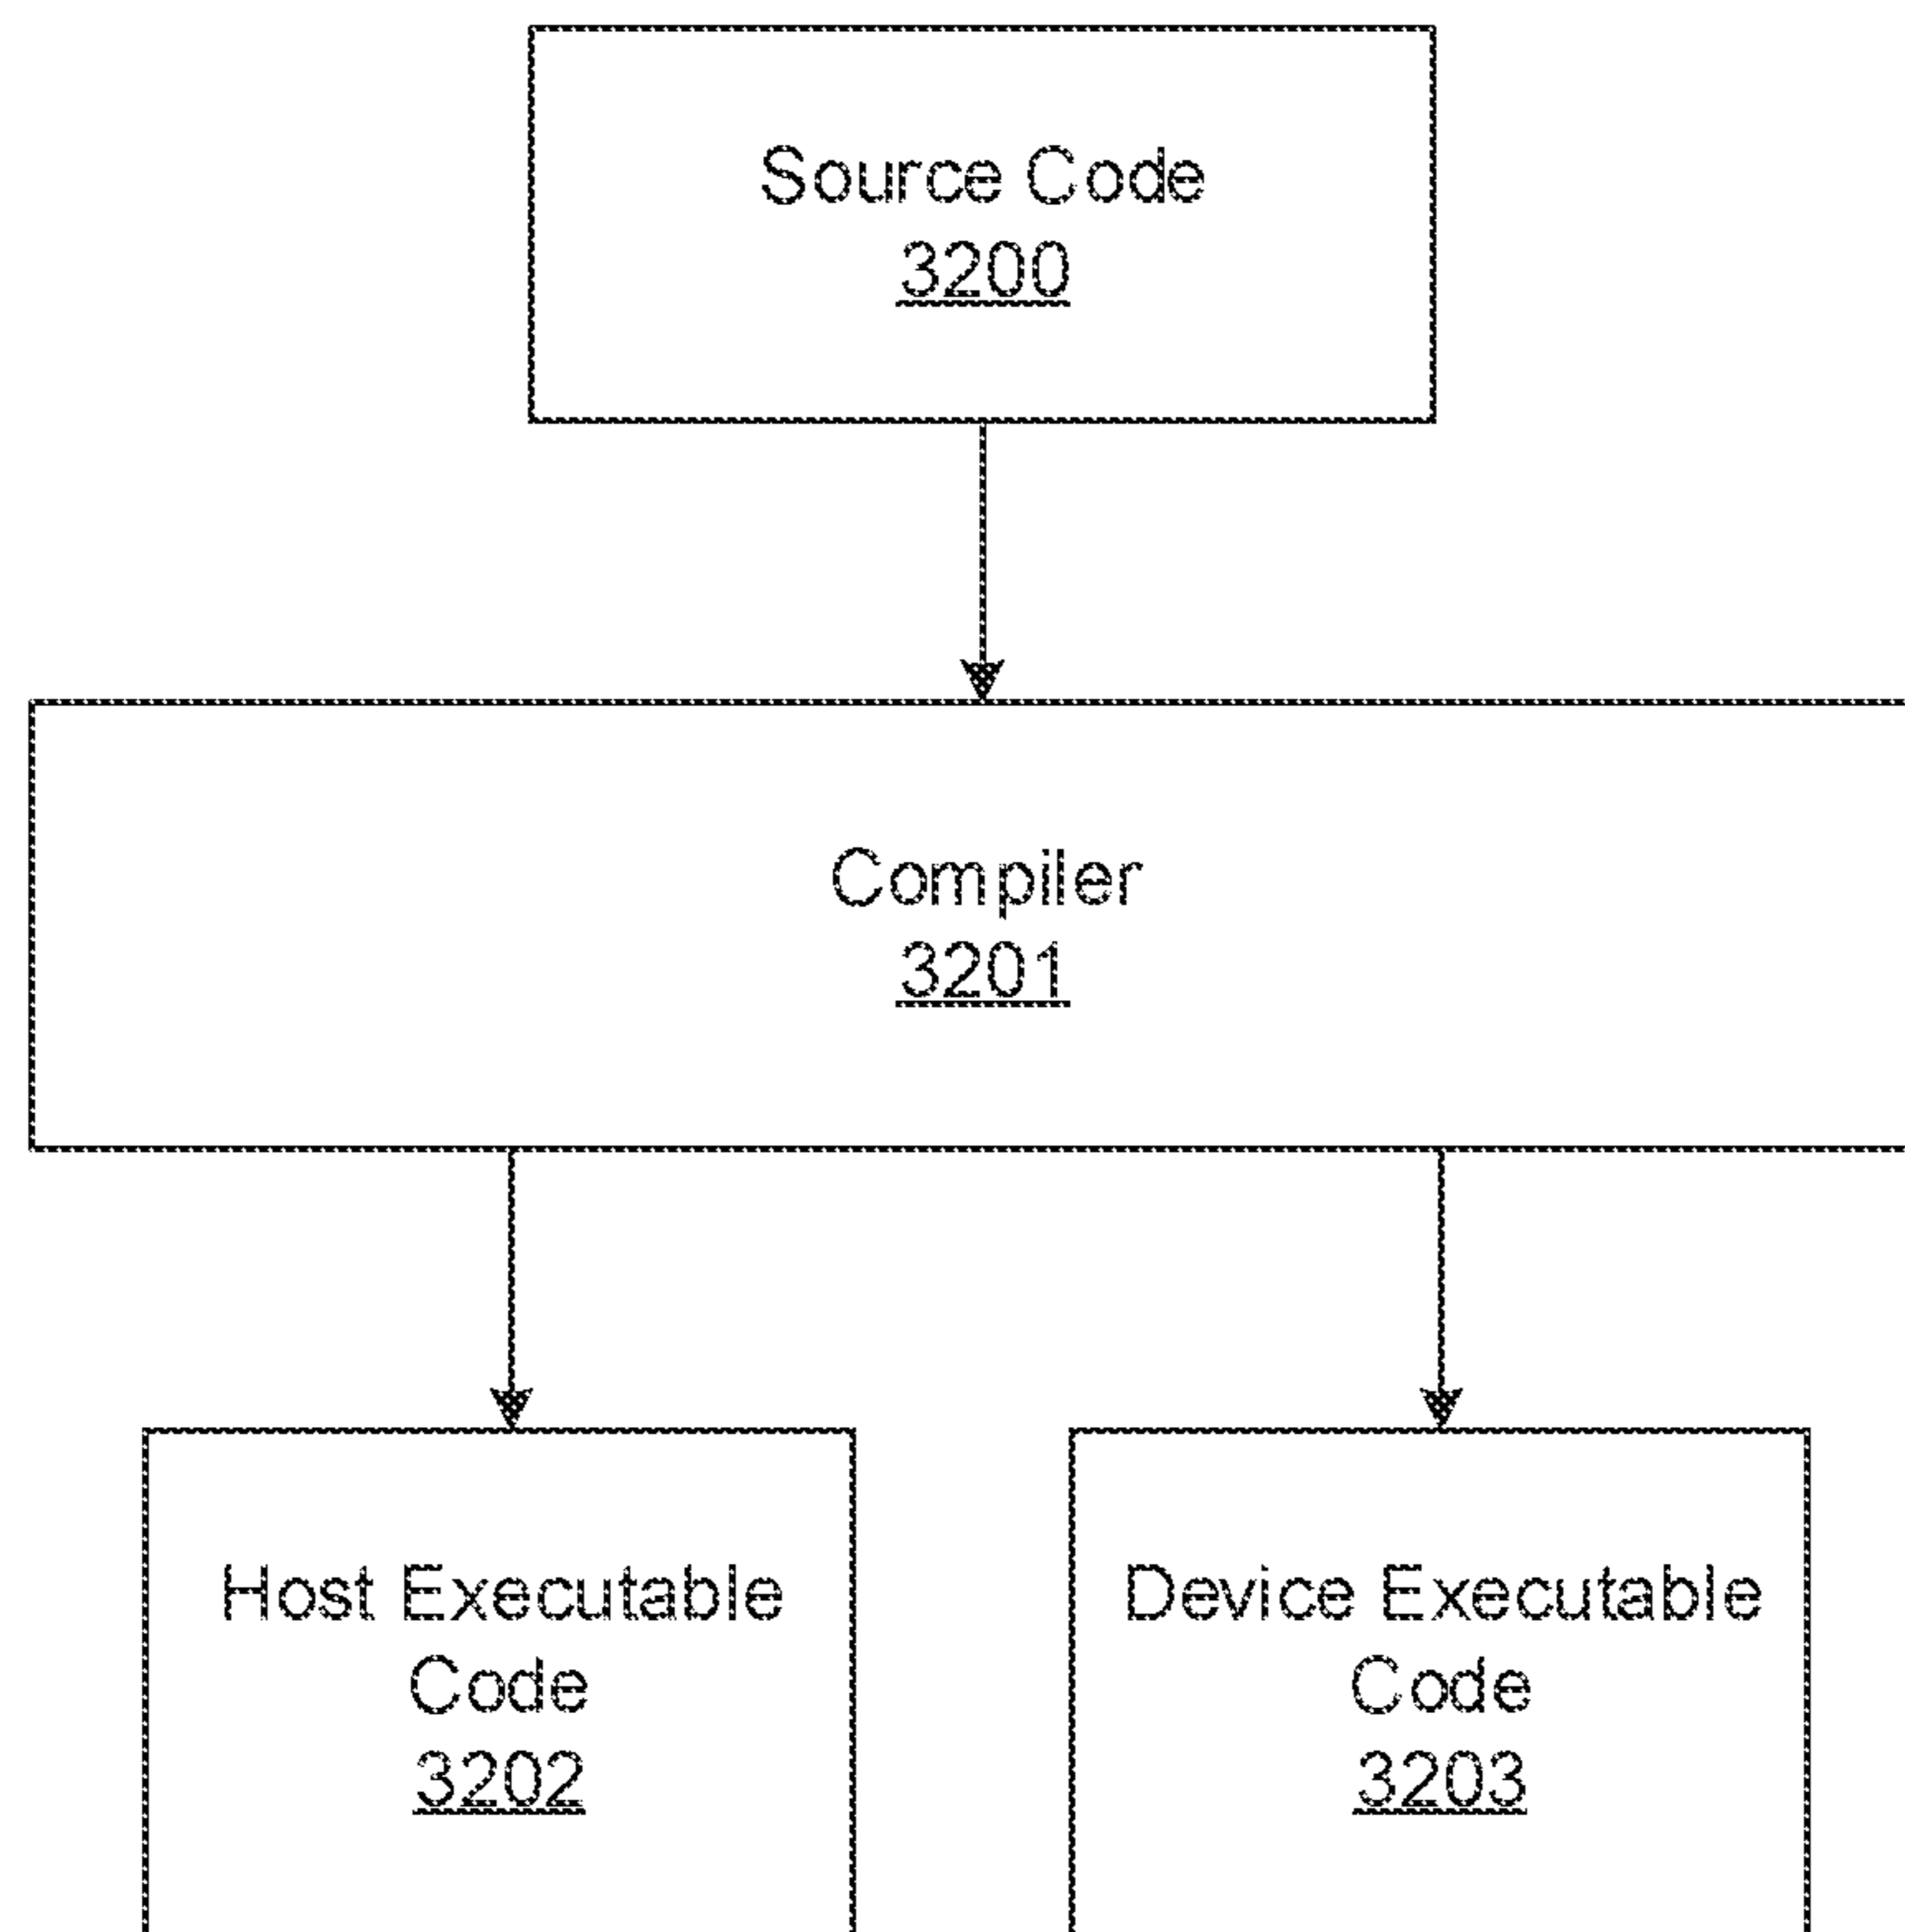 Source Code
3200
Compiler
3201
Host Executable
Code
3202
Device Executable
Code
3203